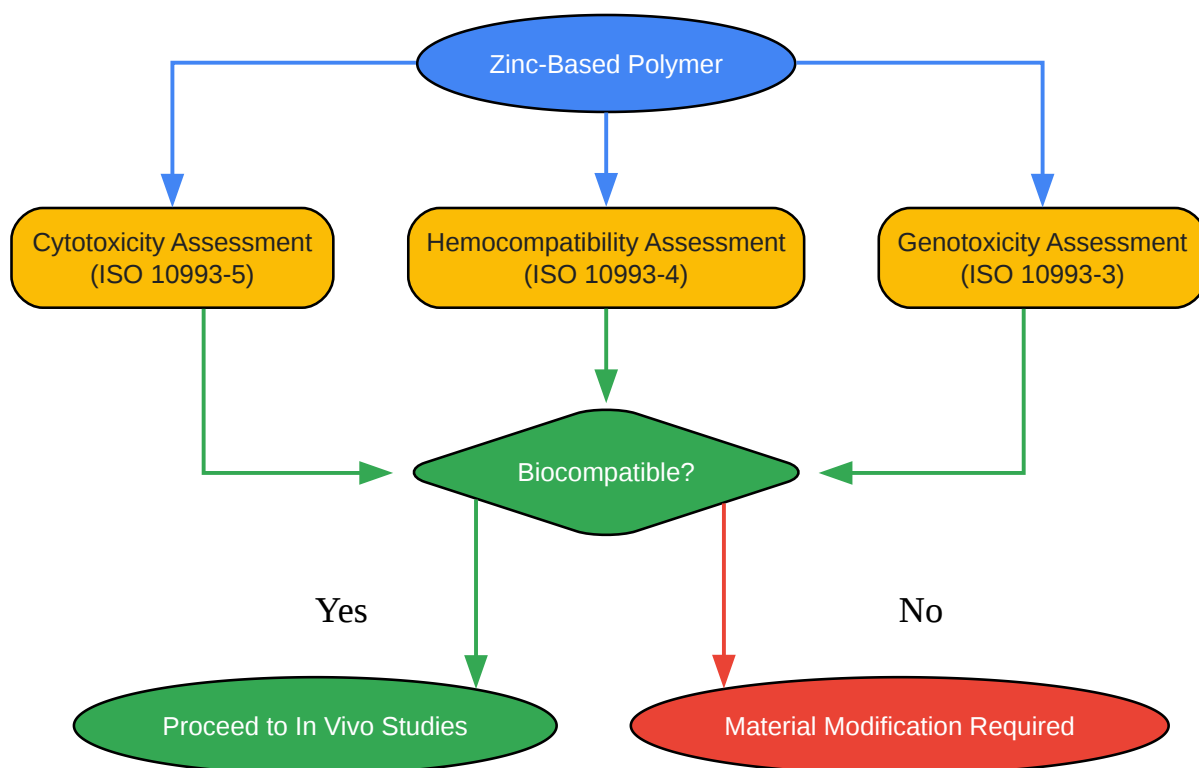 Zinc-Based Polymer
Cytotoxicity Assessment
(ISO 10993-5)
Hemocompatibility Assessment
(ISO 10993-4)
Genotoxicity Assessment
(ISO 10993-3)
Biocompatible?
Yes
No
Proceed to In Vivo Studies
Material Modification Required